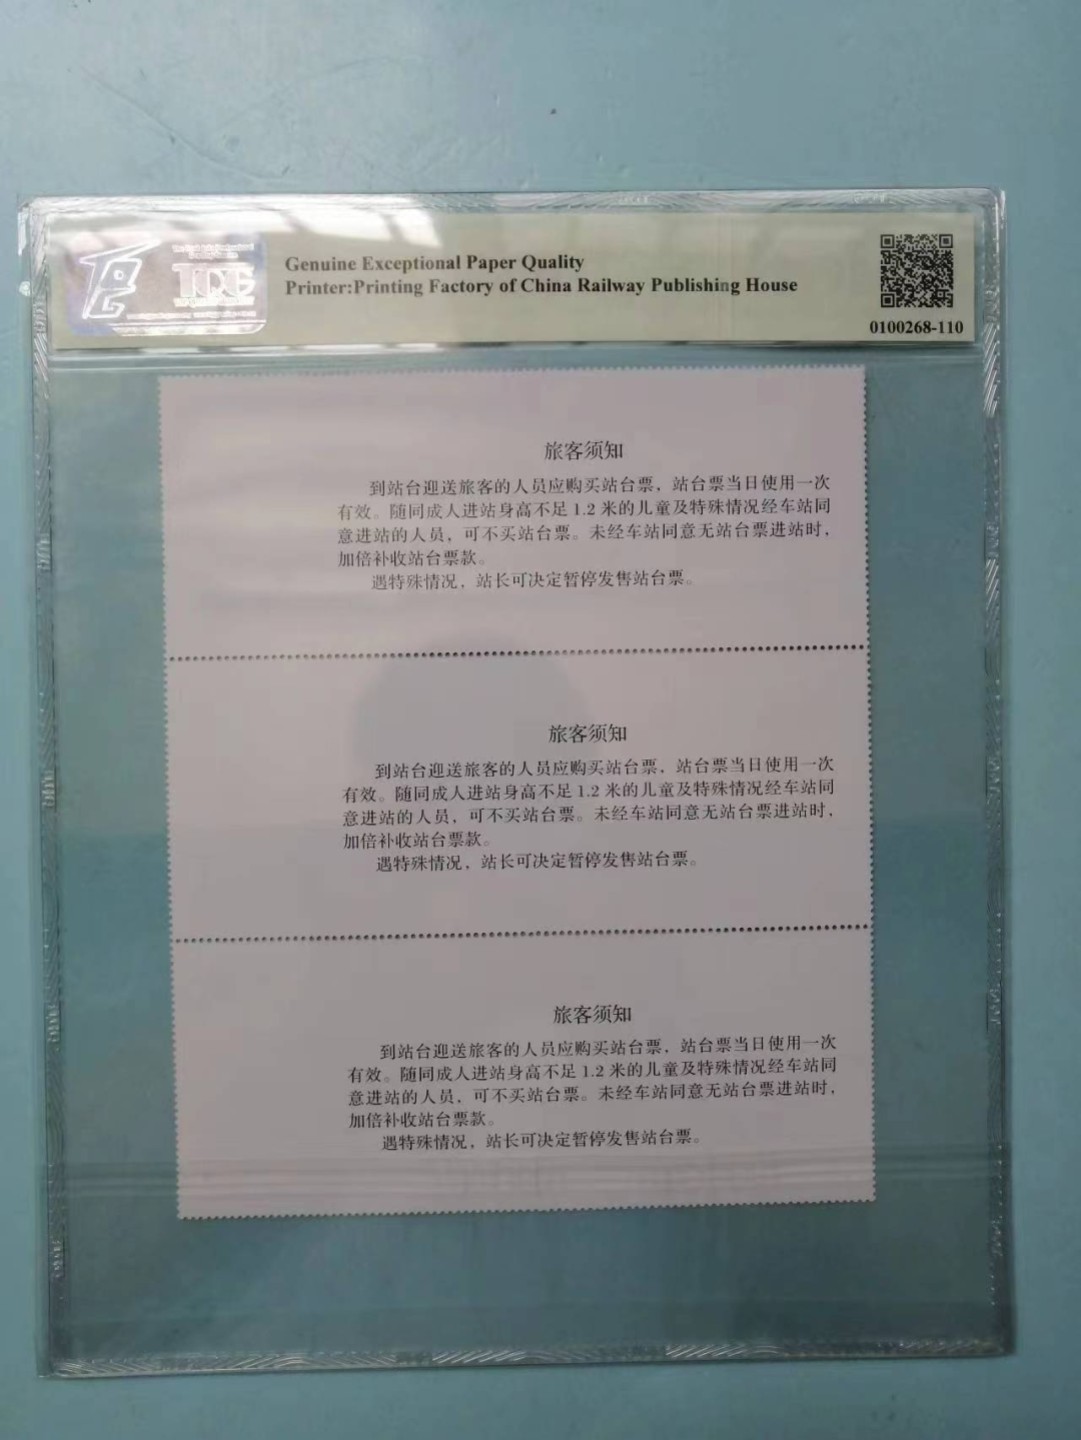 TQG
Genuine Exceptional Paper Quality
Printer:Printing Factory of China Railway Publishing House
0100268-110
旅客须知
到站台迎送旅客的人员应购买站台票，站台票当日使用一次
有效。随同成人进站身高不足1.2米的儿童及特殊情况经车站同
意进站的人员，可不买站台票。未经车站同意无站台票进站时，
加倍补收站台票款。
遇特殊情况，站长可决定暂停发售站台票。
旅客须知
到站台迎送旅客的人员应购买站台票，站台票当日使用一次
有效。随同成人进站身高不足1.2米的儿童及特殊情况经车站同
意进站的人员，可不买站台票。未经车站同意无站台票进站时，
加倍补收站台票款。
遇特殊情况，站长可决定暂停发售站台票。
旅客须知
到站台迎送旅客的人员应购买站台票，站台票当日使用一次
有效。随同成人进站身高不足1.2米的儿童及特殊情况经车站同
意进站的人员，可不买站台票。未经车站同意无站台票进站时，
加倍补收站台票款。
遇特殊情况，站长可决定暂停发售站台票。